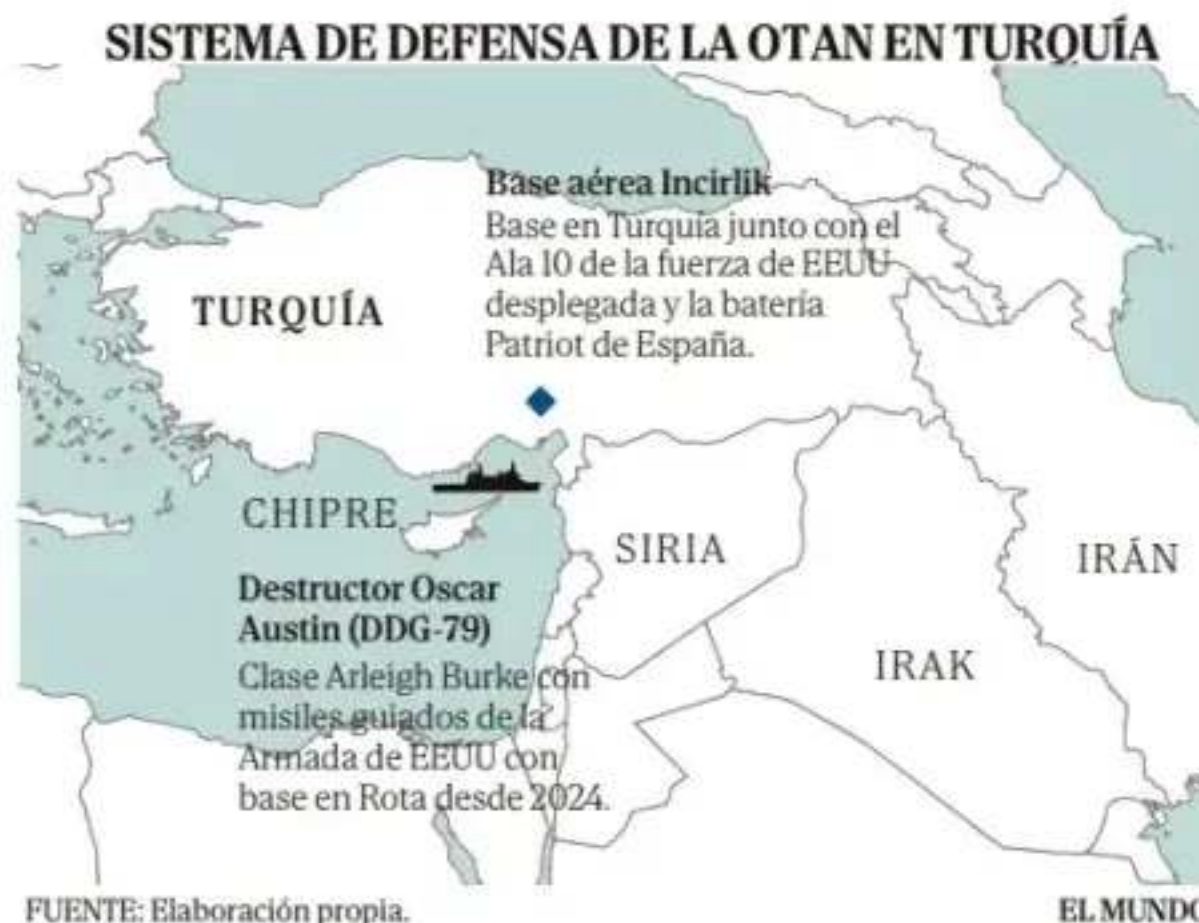 SISTEMA DE DEFENSA DE LA OTAN EN TURQUÍA
Base aérea Incirlik
Base en Turquía junto con el
Ala 10 de la fuerza de EEUU
desplegada y la batería
Patriot de España.
TURQUÍA
CHIPRE
SIRIA
IRÁN
IRAK
Destructor Oscar
Austin (DDG-79)
Clase Arleigh Burke con
misiles guiados de la
Armada de EEUU con
base en Rota desde 2024.
FUENTE: Elaboración propia.
EL MUNDO